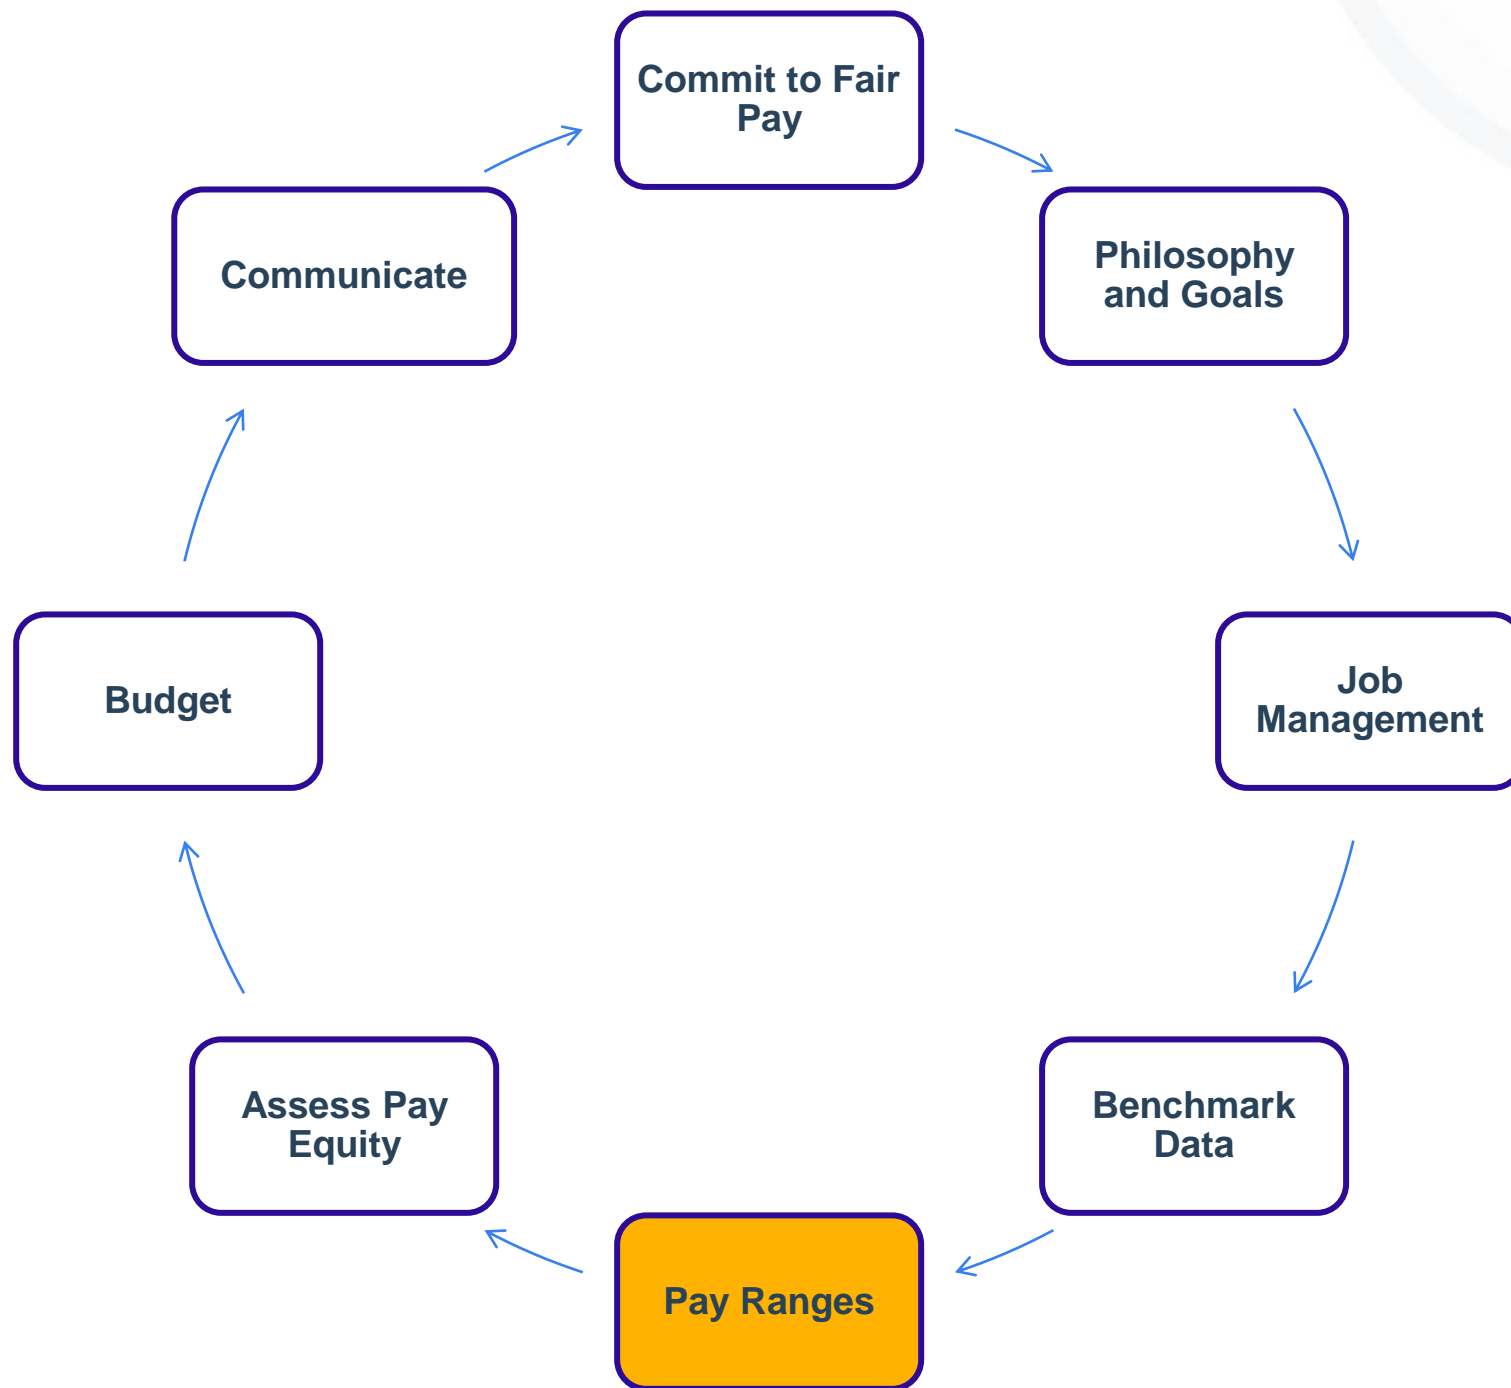 Commit to Fair
Pay
Philosophy
and Goals
Job
Management
Benchmark
Data
Pay Ranges
Assess Pay
Equity
Budget
Communicate